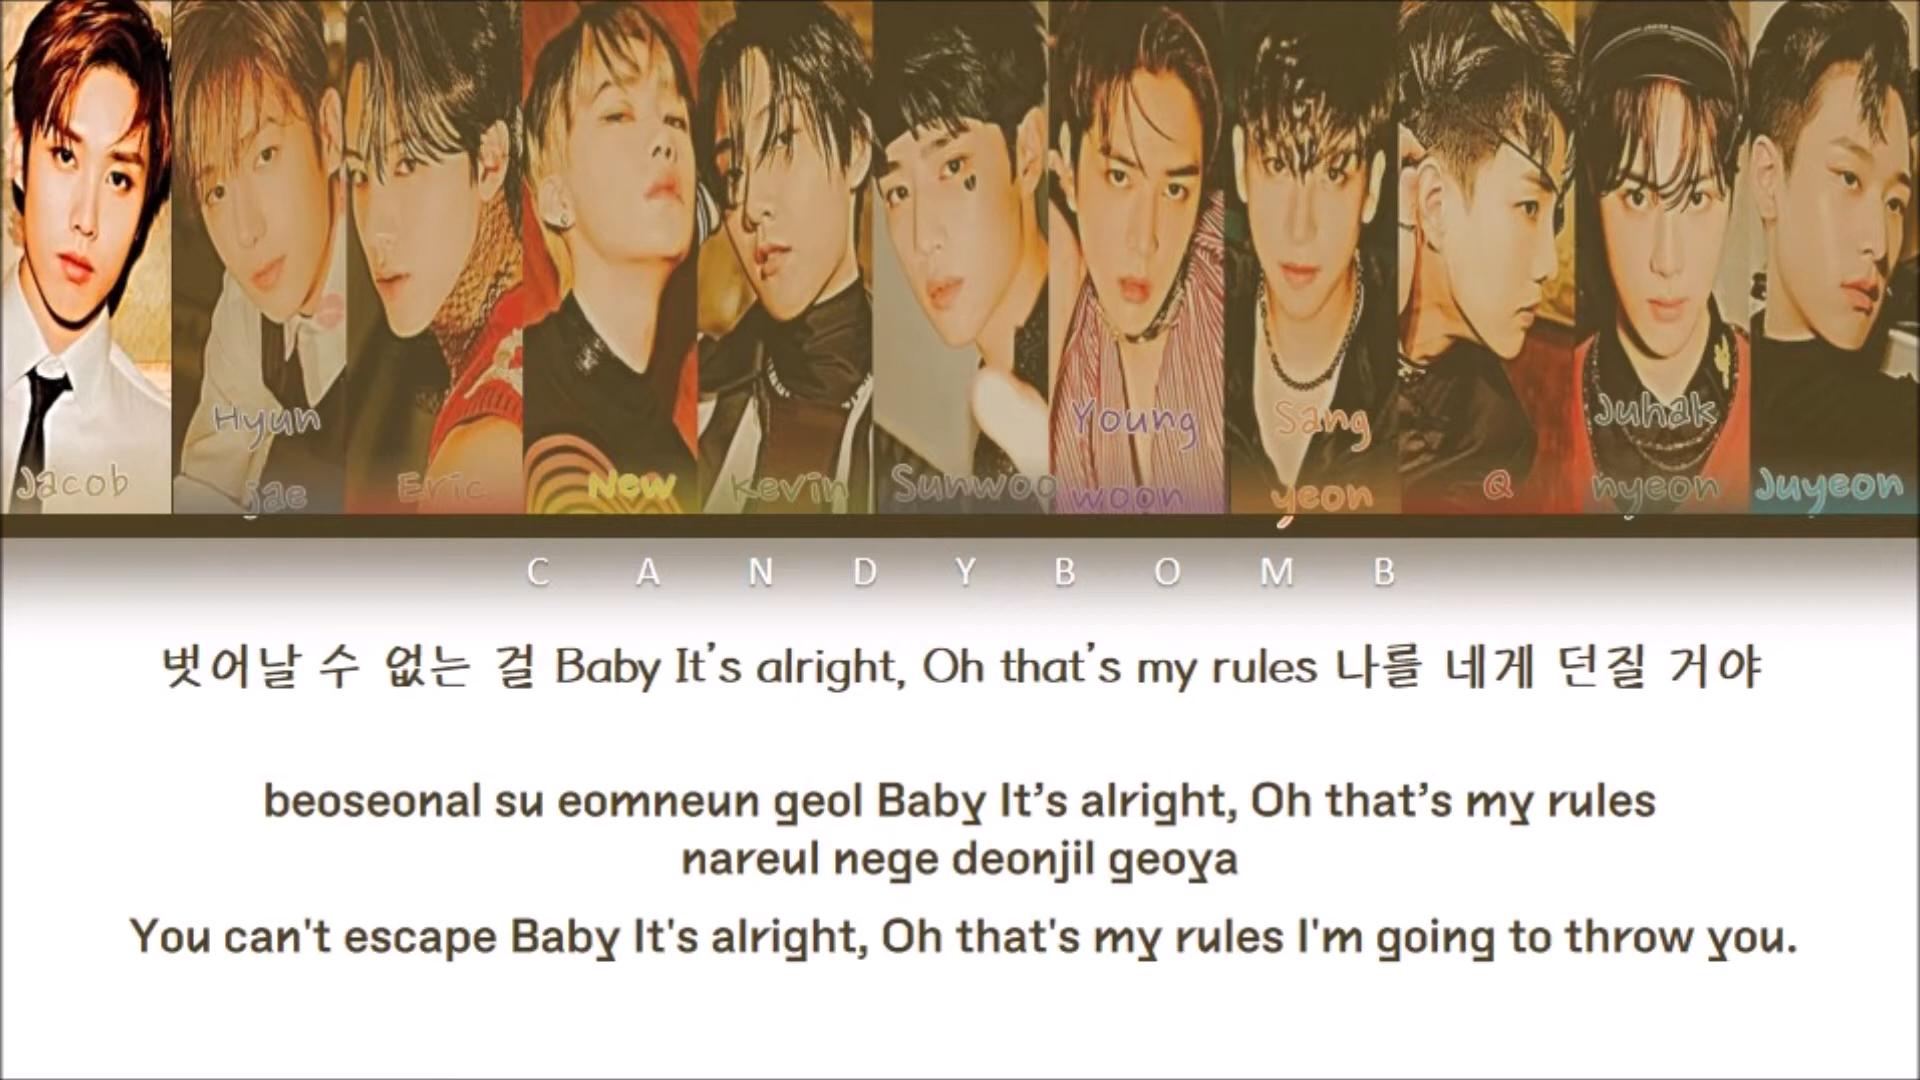 Jacob
Hyun
jae
Eric
New
Kevin
Sunwoo
Young
woon
Sang
yeon
Q
Juhak
nyeon
Juyeon
CANDYBOMB
벗어날 수 없는 걸 Baby It’s alright, Oh that’s my rules 나를 네게 던질 거야
beoseonal su eomneun geol Baby It’s alright, Oh that’s my rules
nareul nege deonjil geoya
You can't escape Baby It's alright, Oh that's my rules I'm going to throw you.